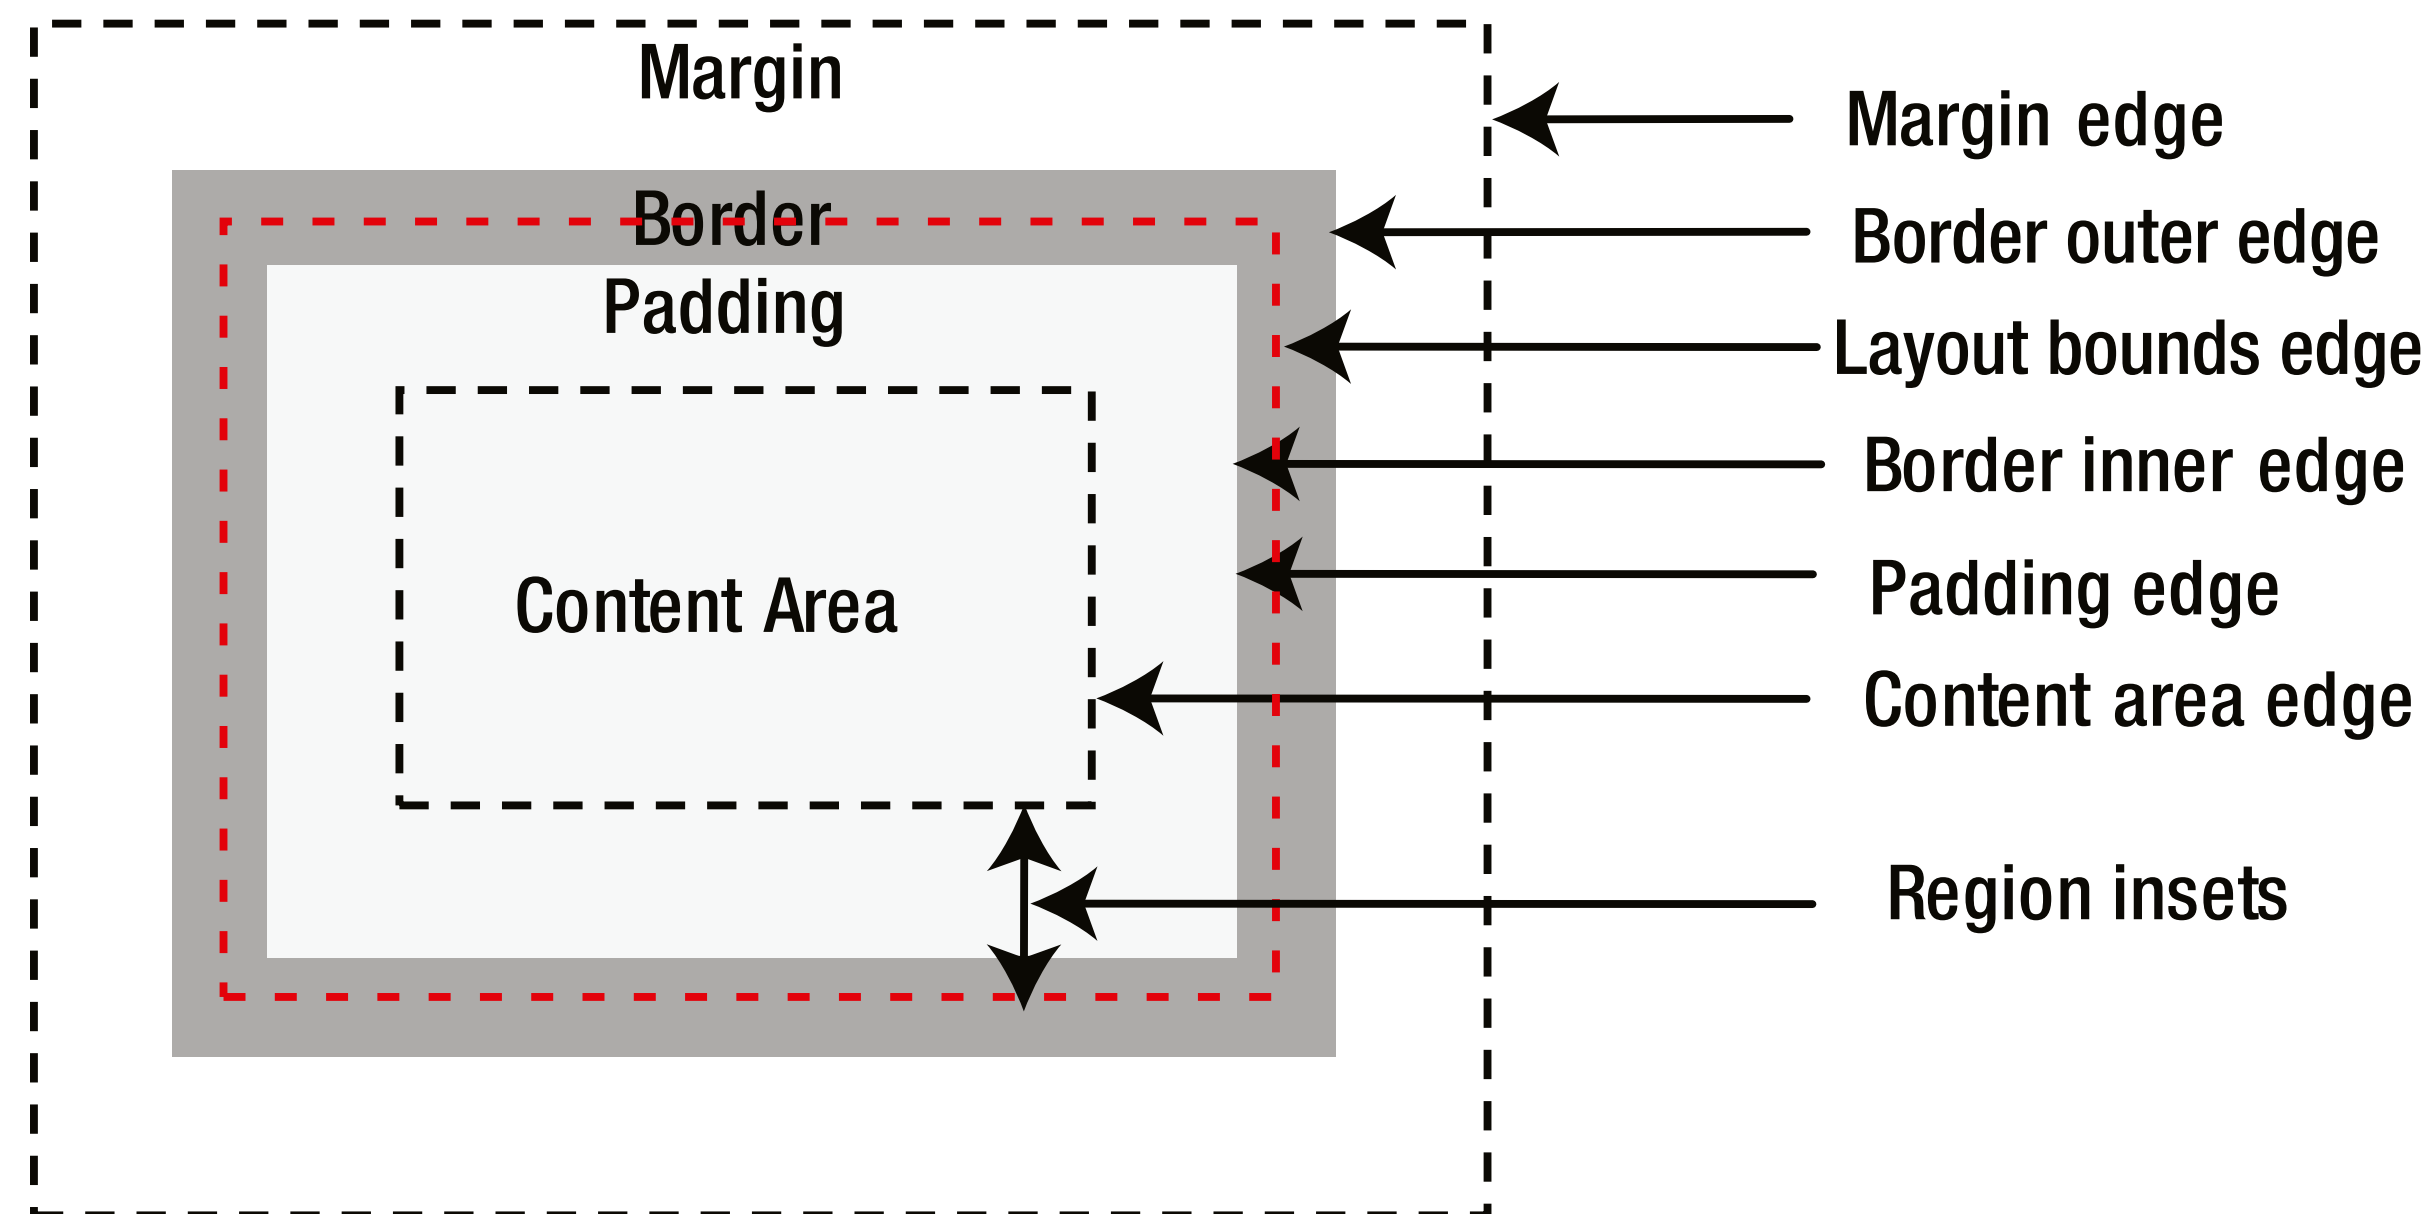 Margin
Margin edge
Border
Border outer edge
Padding
Layout bounds edge
Border inner edge
Content Area
Padding edge
Content area edge
Region insets